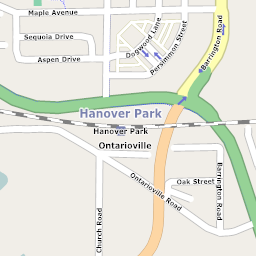 Maple Avenue
Sequoia Drive
Aspen Drive
Dogwood Lane
Persimmon Street
Barrington Road
Hanover Park
Hanover Park
Ontarioville
Oak Street
Ontarioville Road
Barrington Road
Church Road